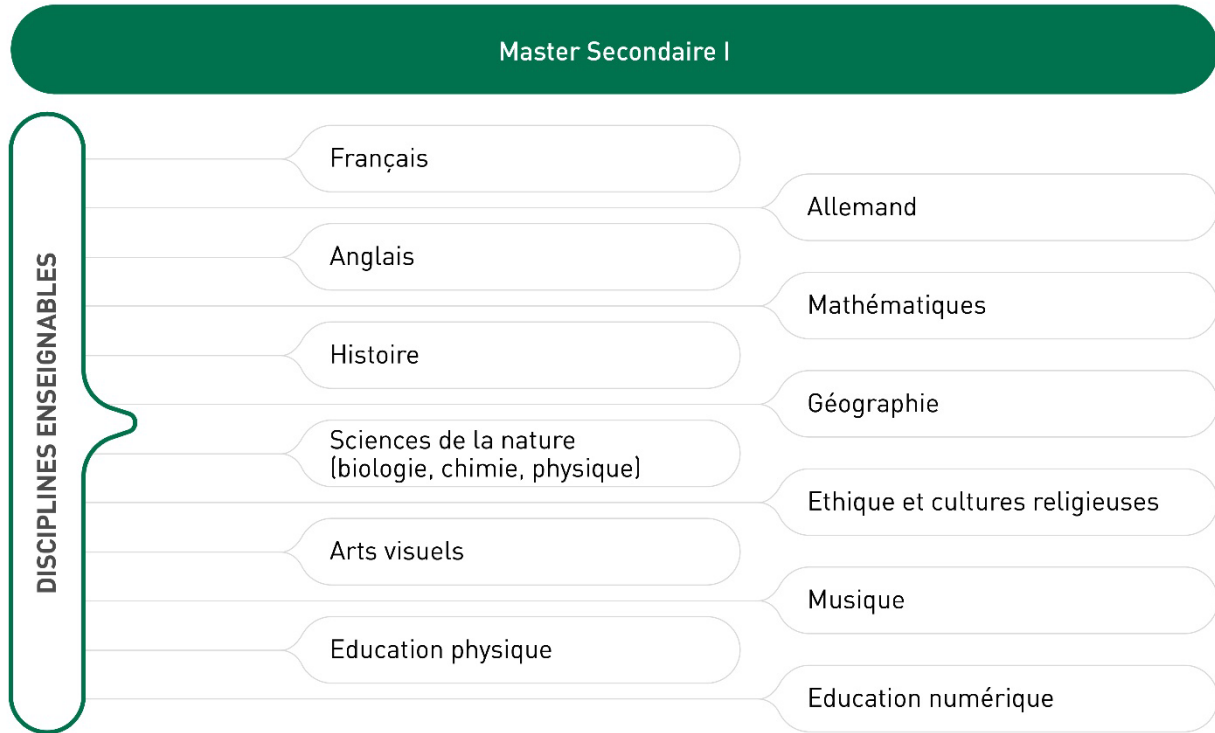 Master Secondaire I
DISCIPLINES ENSEIGNABLES
Français
Allemand
Anglais
Mathématiques
Histoire
Géographie
Sciences de la nature
(biologie, chimie, physique)
Ethique et cultures religieuses
Arts visuels
Musique
Education physique
Education numérique